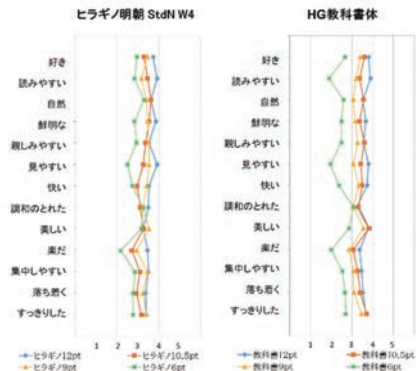 ヒラギノ明朝 StdN W4
好き
読みやすい
自然
鮮明な
親しみやすい
見やすい
快い
調和のとれた
美しい
楽だ
集中しやすい
落ち着く
すっきりした
1 2 3 4 5
ヒラギノ12pt
ヒラギノ10.5pt
ヒラギノ9pt
ヒラギノ6pt
HG教科書体
好き
読みやすい
自然
鮮明な
親しみやすい
見やすい
快い
調和のとれた
美しい
楽だ
集中しやすい
落ち着く
すっきりした
1 2 3 4 5
教科書12pt
教科書10.5pt
教科書9pt
教科書6pt